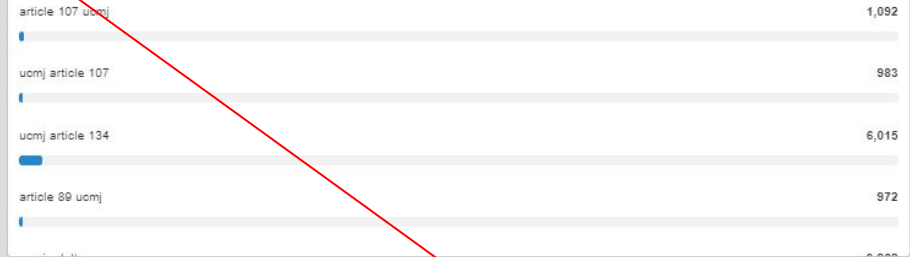 article 107 ucmj 1,092
ucmj article 107 983
ucmj article 134 6,015
article 89 ucmj 972